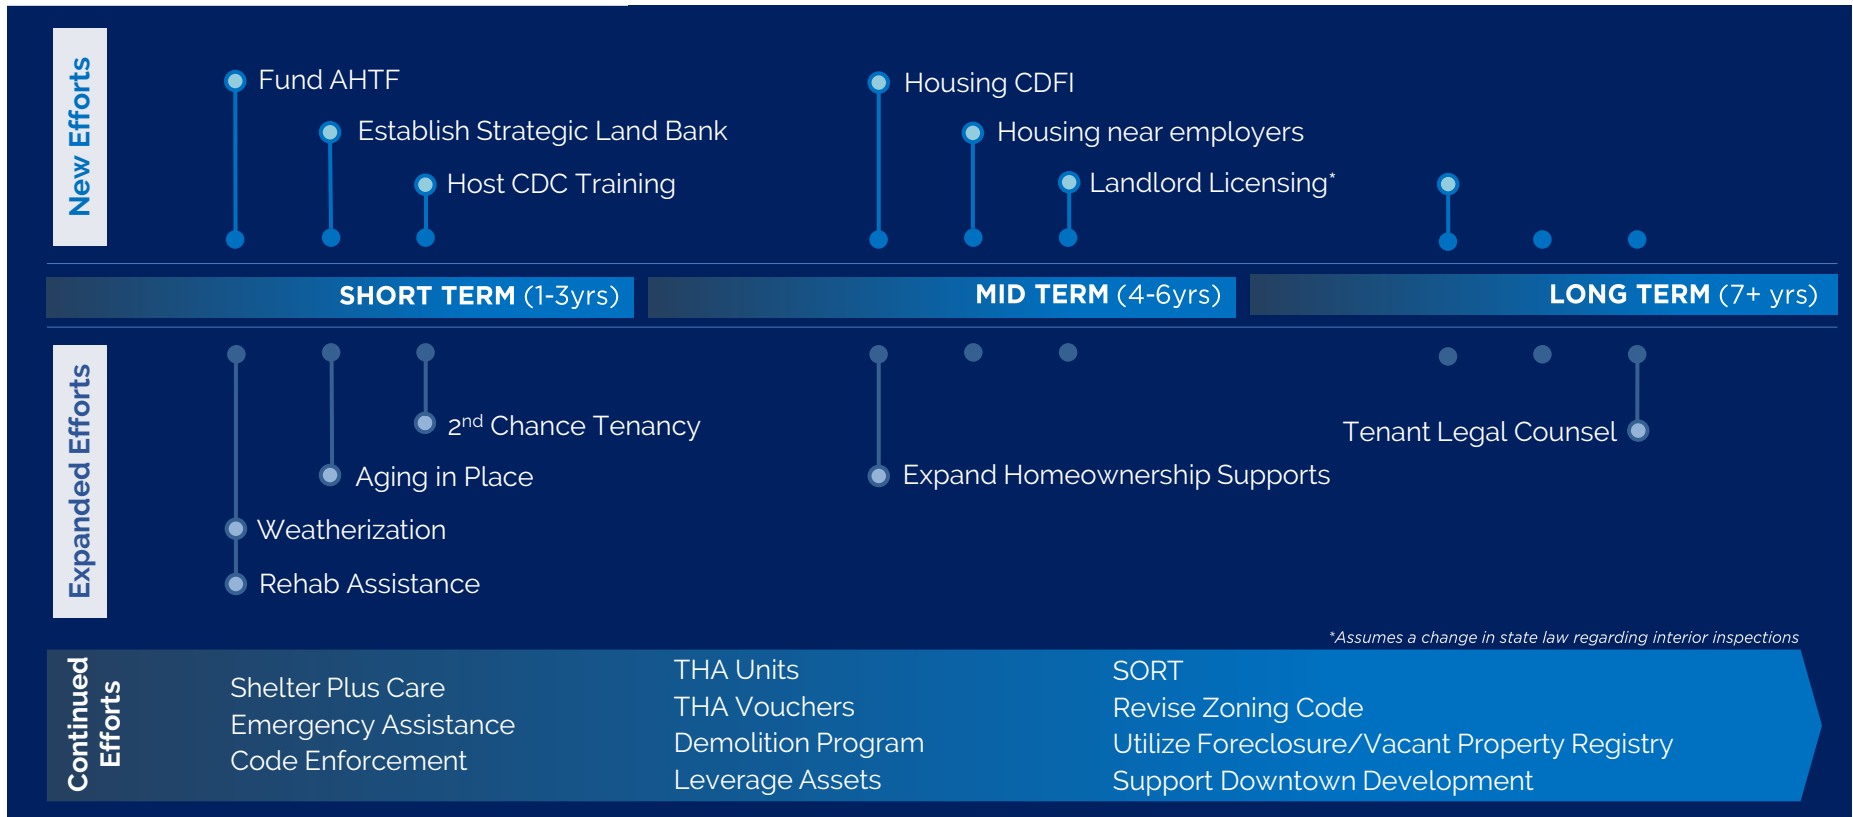 New Efforts
Fund AHTF
Establish Strategic Land Bank
Host CDC Training
Housing CDFI
Housing near employers
Landlord Licensing*
SHORT TERM (1-3yrs)
MID TERM (4-6yrs)
LONG TERM (7+ yrs)
Expanded Efforts
2nd Chance Tenancy
Aging in Place
Weatherization
Rehab Assistance
Expand Homeownership Supports
Tenant Legal Counsel
*Assumes a change in state law regarding interior inspections
Continued
Efforts
Shelter Plus Care
Emergency Assistance
Code Enforcement
THA Units
THA Vouchers
Demolition Program
Leverage Assets
SORT
Revise Zoning Code
Utilize Foreclosure/Vacant Property Registry
Support Downtown Development